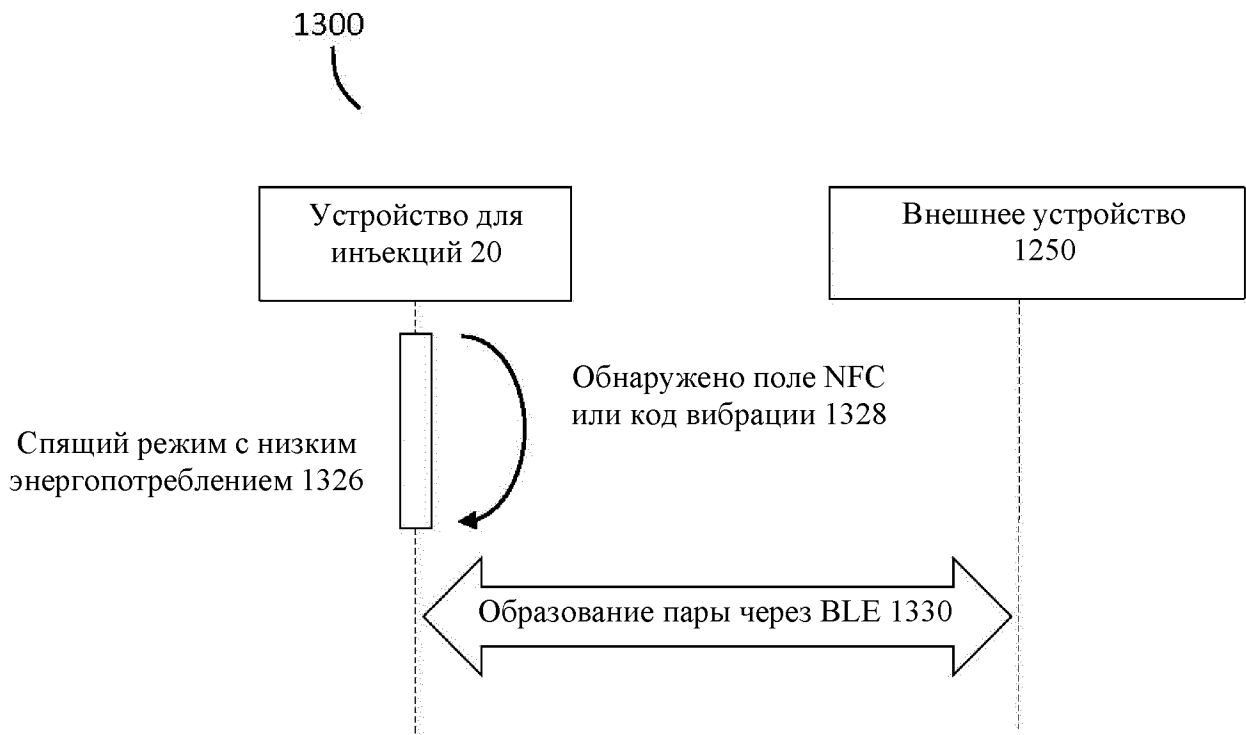 1300
Устройство для
инъекций 20
Внешнее устройство
1250
Обнаружено поле NFC
или код вибрации 1328
Спящий режим с низким
энергопотреблением 1326
Образование пары через BLE 1330